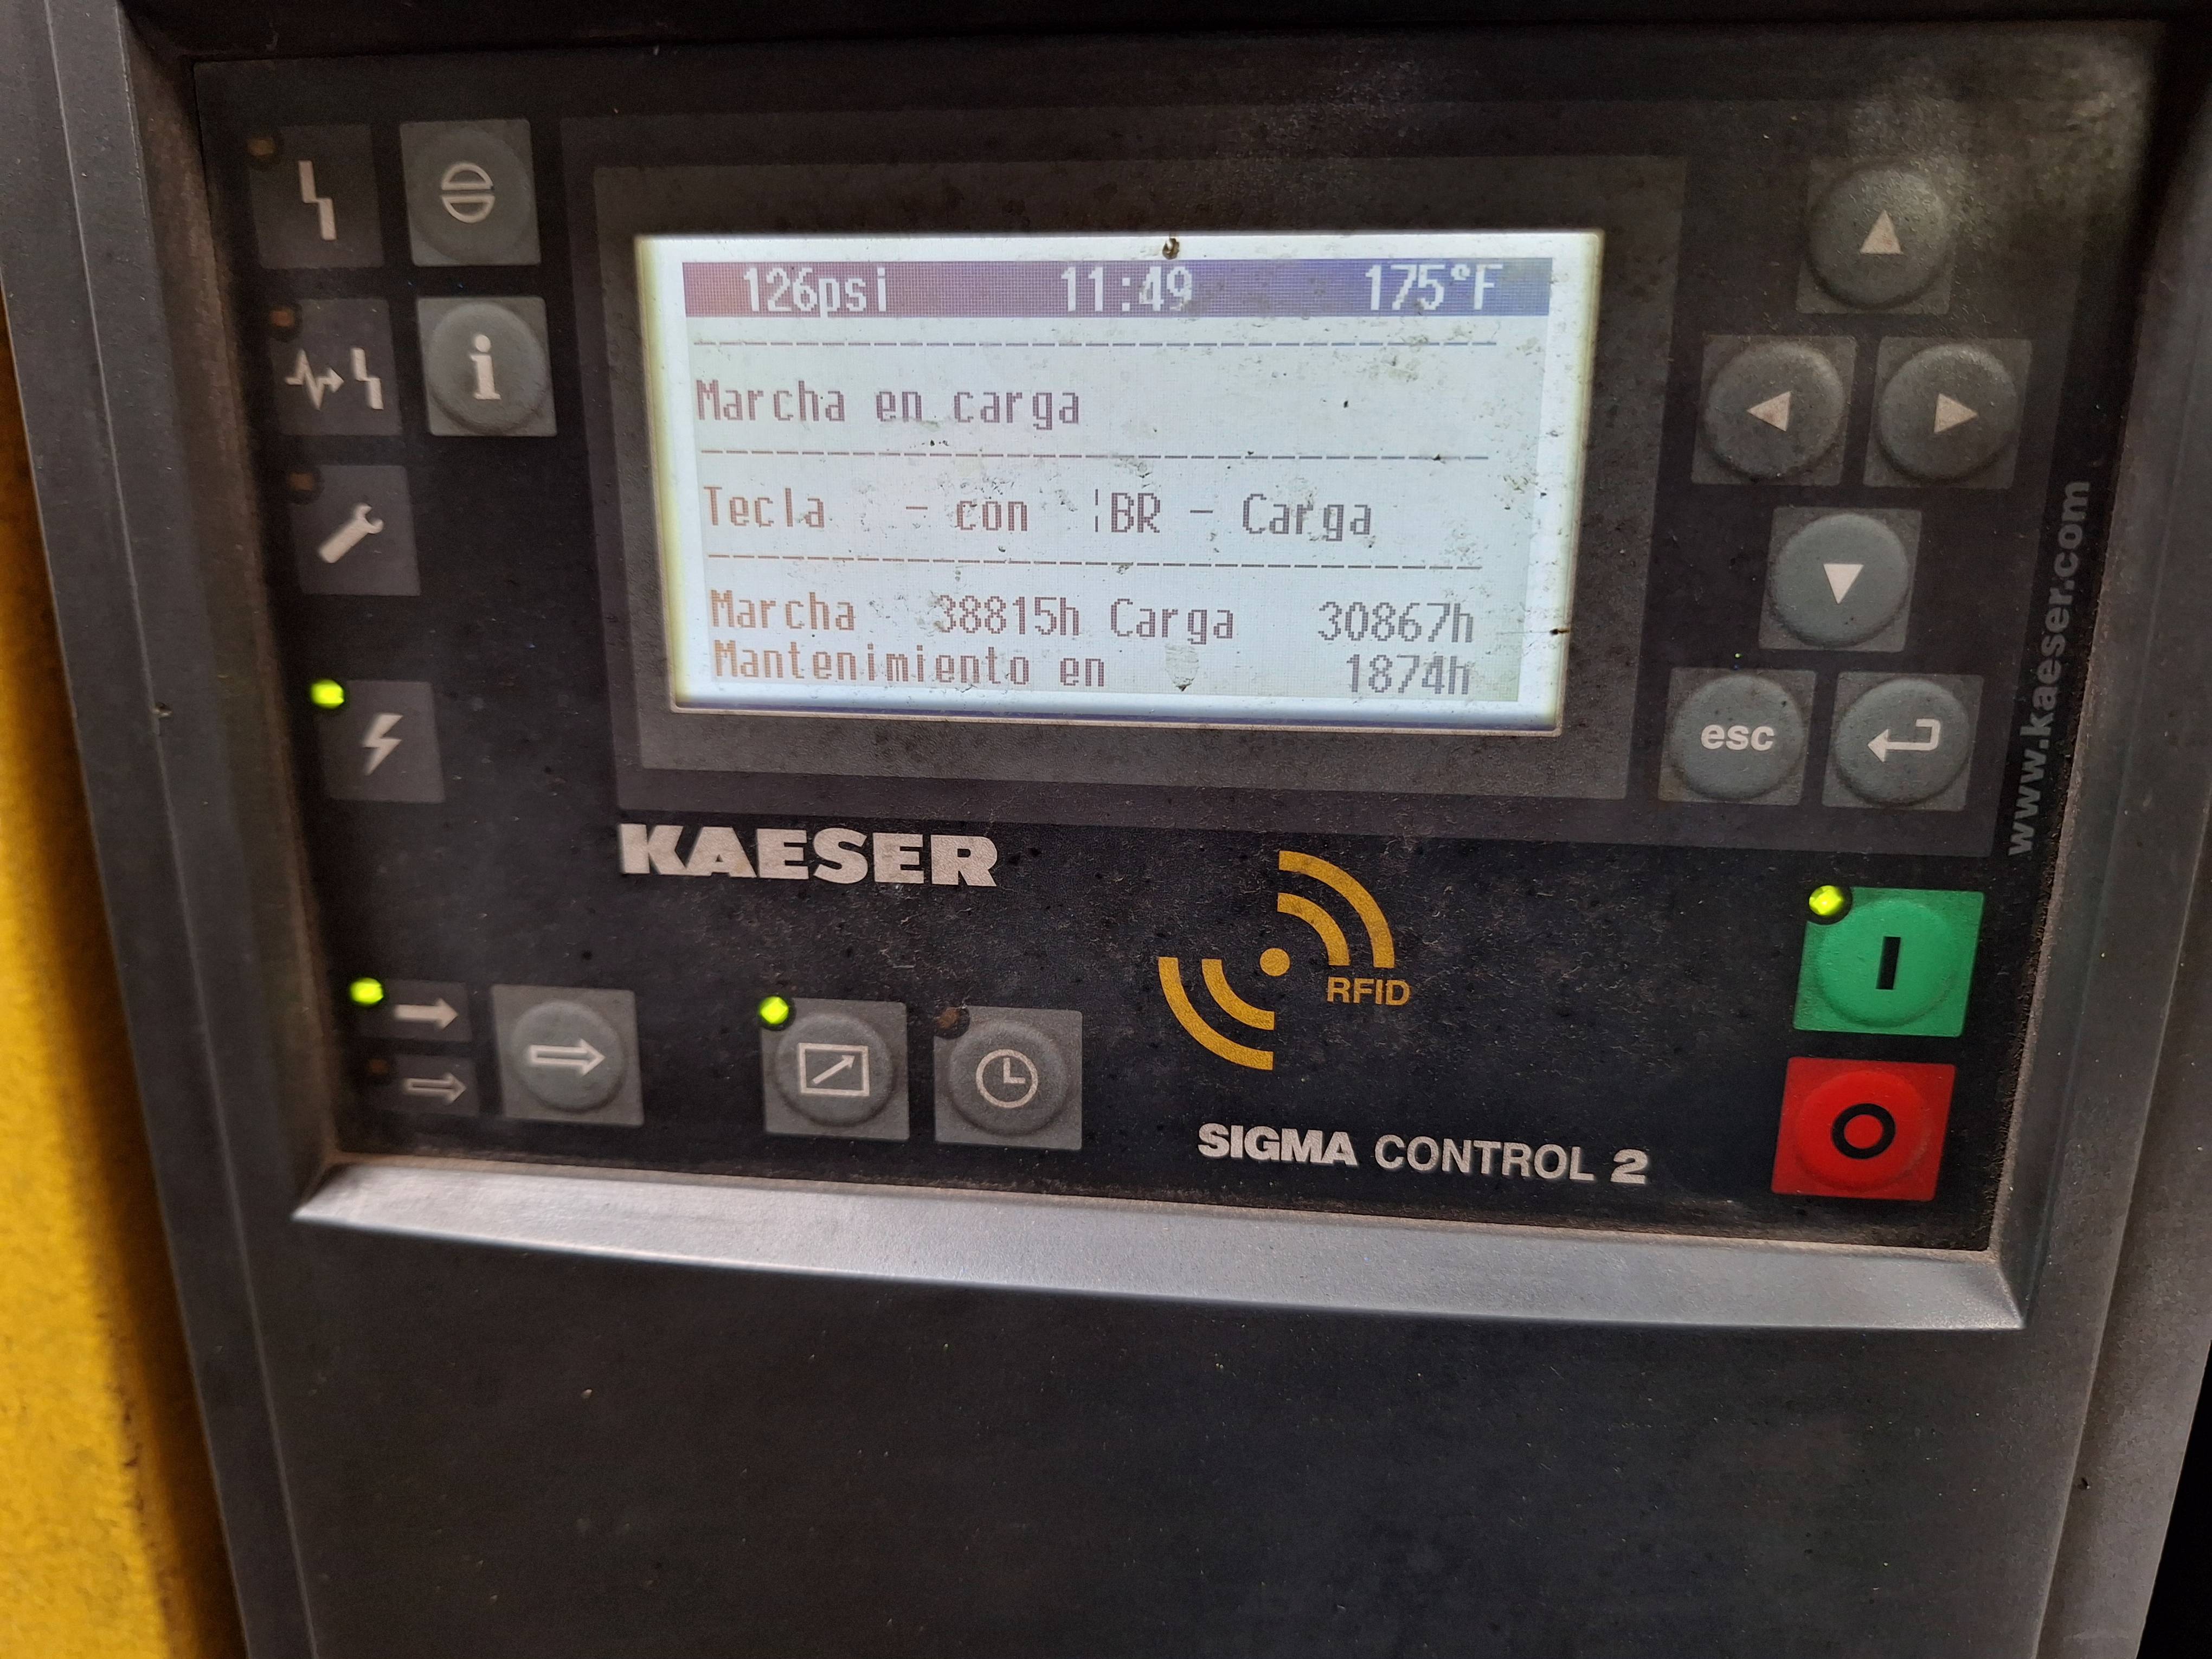 126psi 11:49 175°F
Marcha en carga
Tecla - con ¦BR - Carga
Marcha 38815h Carga 30867h
Mantenimiento en 1874h
esc
www.kaeser.com
KAESER
RFID
I
SIGMA CONTROL 2
O